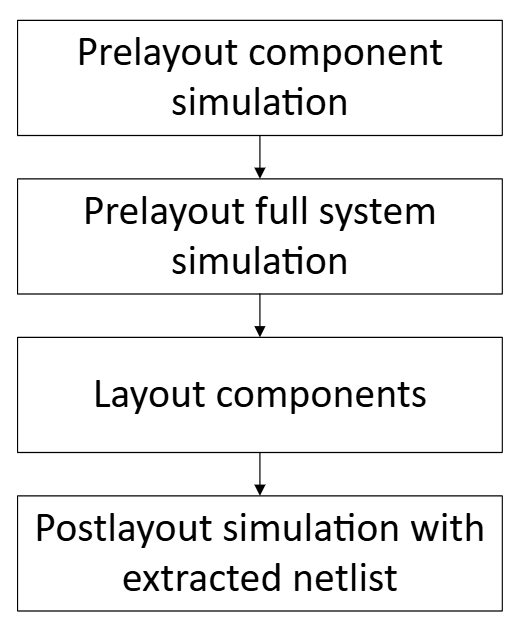 Prelayout component
simulation
Prelayout full system
simulation
Layout components
Postlayout simulation with
extracted netlist